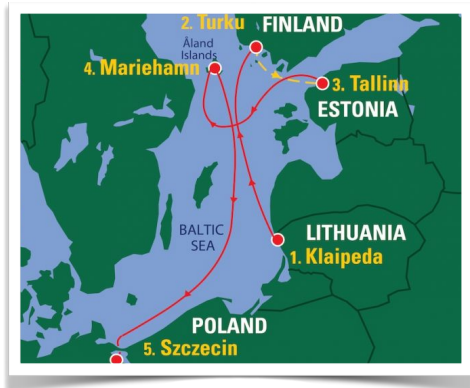 2. Turku
FINLAND
Åland
Islands
4. Mariehamn
3. Tallinn
ESTONIA
BALTIC
SEA
LITHUANIA
1. Klaipeda
POLAND
5. Szczecin